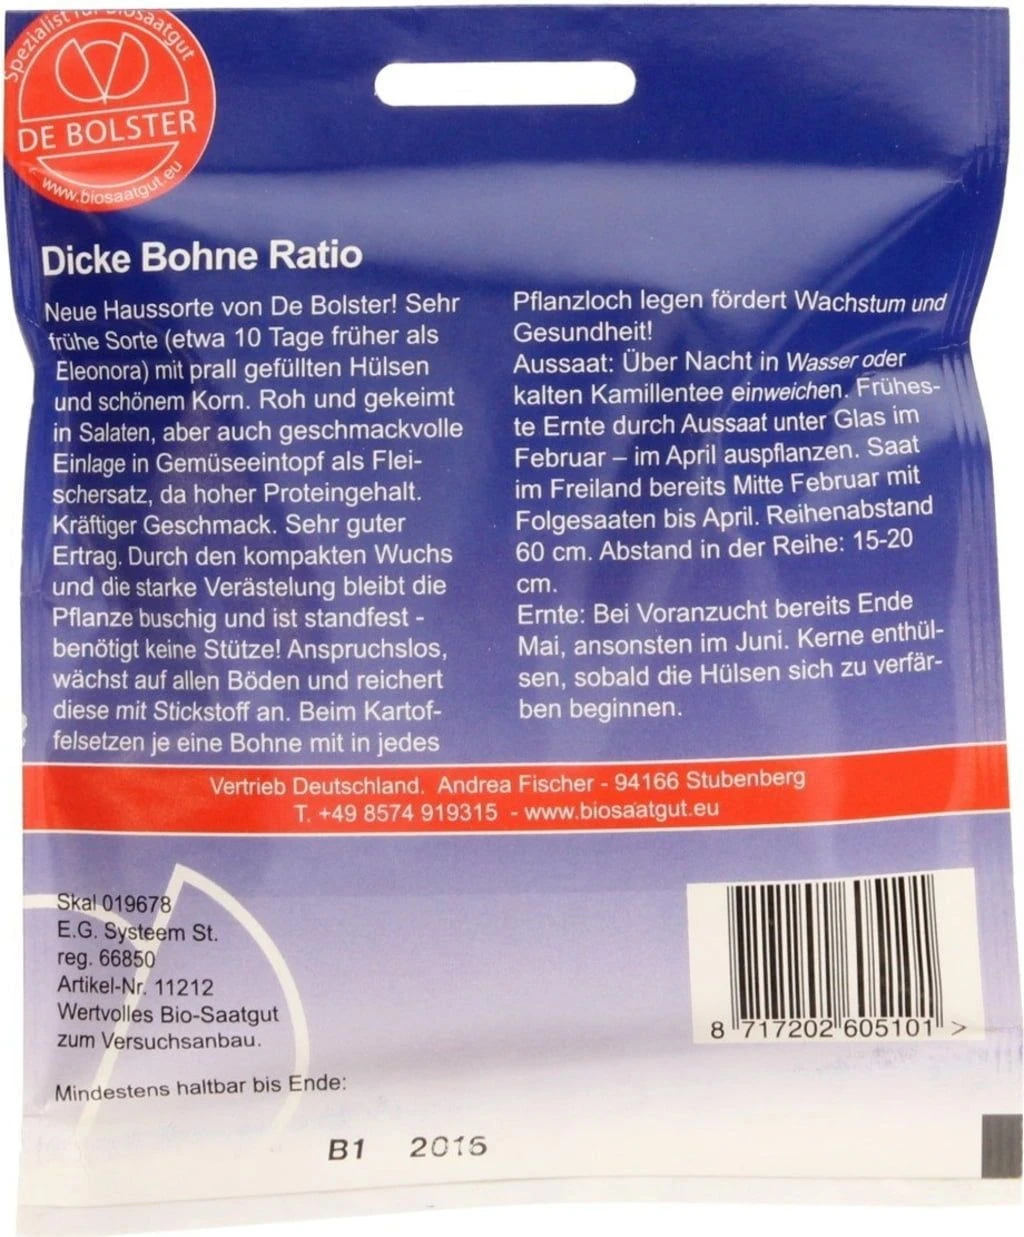 Spezialist für Biosaatgut
DE BOLSTER
www.biosaatgut.eu
Dicke Bohne Ratio
Neue Haussorte von De Bolster! Sehr
frühe Sorte (etwa 10 Tage früher als
Eleonora) mit prall gefüllten Hülsen
und schönem Korn. Roh und gekeimt
in Salaten, aber auch geschmackvolle
Einlage in Gemüseeintopf als Flei-
schersatz, da hoher Proteingehalt.
Kräftiger Geschmack. Sehr guter
Ertrag. Durch den kompakten Wuchs
und die starke Verästelung bleibt die
Pflanze buschig und ist standfest -
benötigt keine Stütze! Anspruchslos,
wächst auf allen Böden und reichert
diese mit Stickstoff an. Beim Kartof-
felsetzen je eine Bohne mit in jedes
Pflanzloch legen fördert Wachstum und
Gesundheit!
Aussaat: Über Nacht in Wasser oder
kalten Kamillentee einweichen. Frühes-
te Ernte durch Aussaat unter Glas im
Februar – im April auspflanzen. Saat
im Freiland bereits Mitte Februar mit
Folgesaaten bis April. Reihenabstand
60 cm. Abstand in der Reihe: 15-20
cm.
Ernte: Bei Voranzucht bereits Ende
Mai, ansonsten im Juni. Kerne enthül-
sen, sobald die Hülsen sich zu verfär-
ben beginnen.
Vertrieb Deutschland. Andrea Fischer - 94166 Stubenberg
T. +49 8574 919315 - www.biosaatgut.eu
Skal 019678
E.G. Systeem St.
reg. 66850
Artikel-Nr. 11212
Wertvolles Bio-Saatgut
zum Versuchsanbau.
Mindestens haltbar bis Ende:
B1 2016
8 717202 605101 >